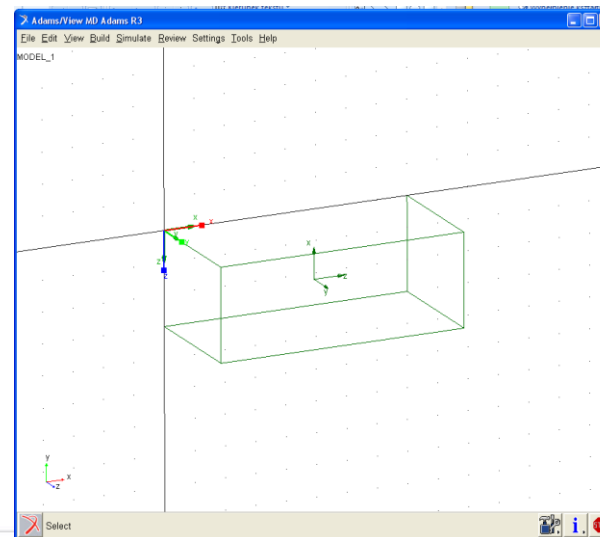 Adams/View MD Adams R3
File Edit View Build Simulate Review Settings Tools Help
MODEL_1
x
x
y
z
z
x
z
y
y
x
z
Select